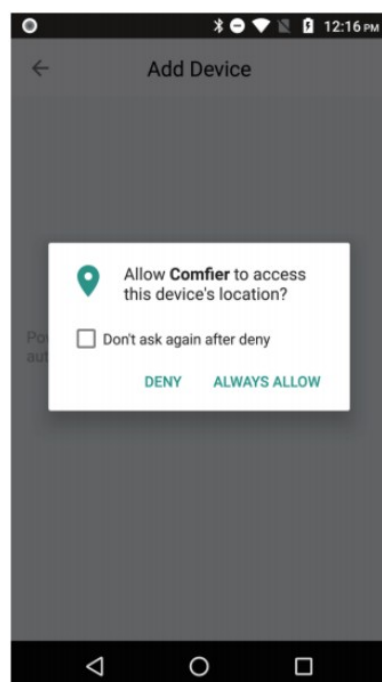 12:16 PM
Add Device
Allow Comfier to access
this device's location?
Don't ask again after deny
DENY ALWAYS ALLOW